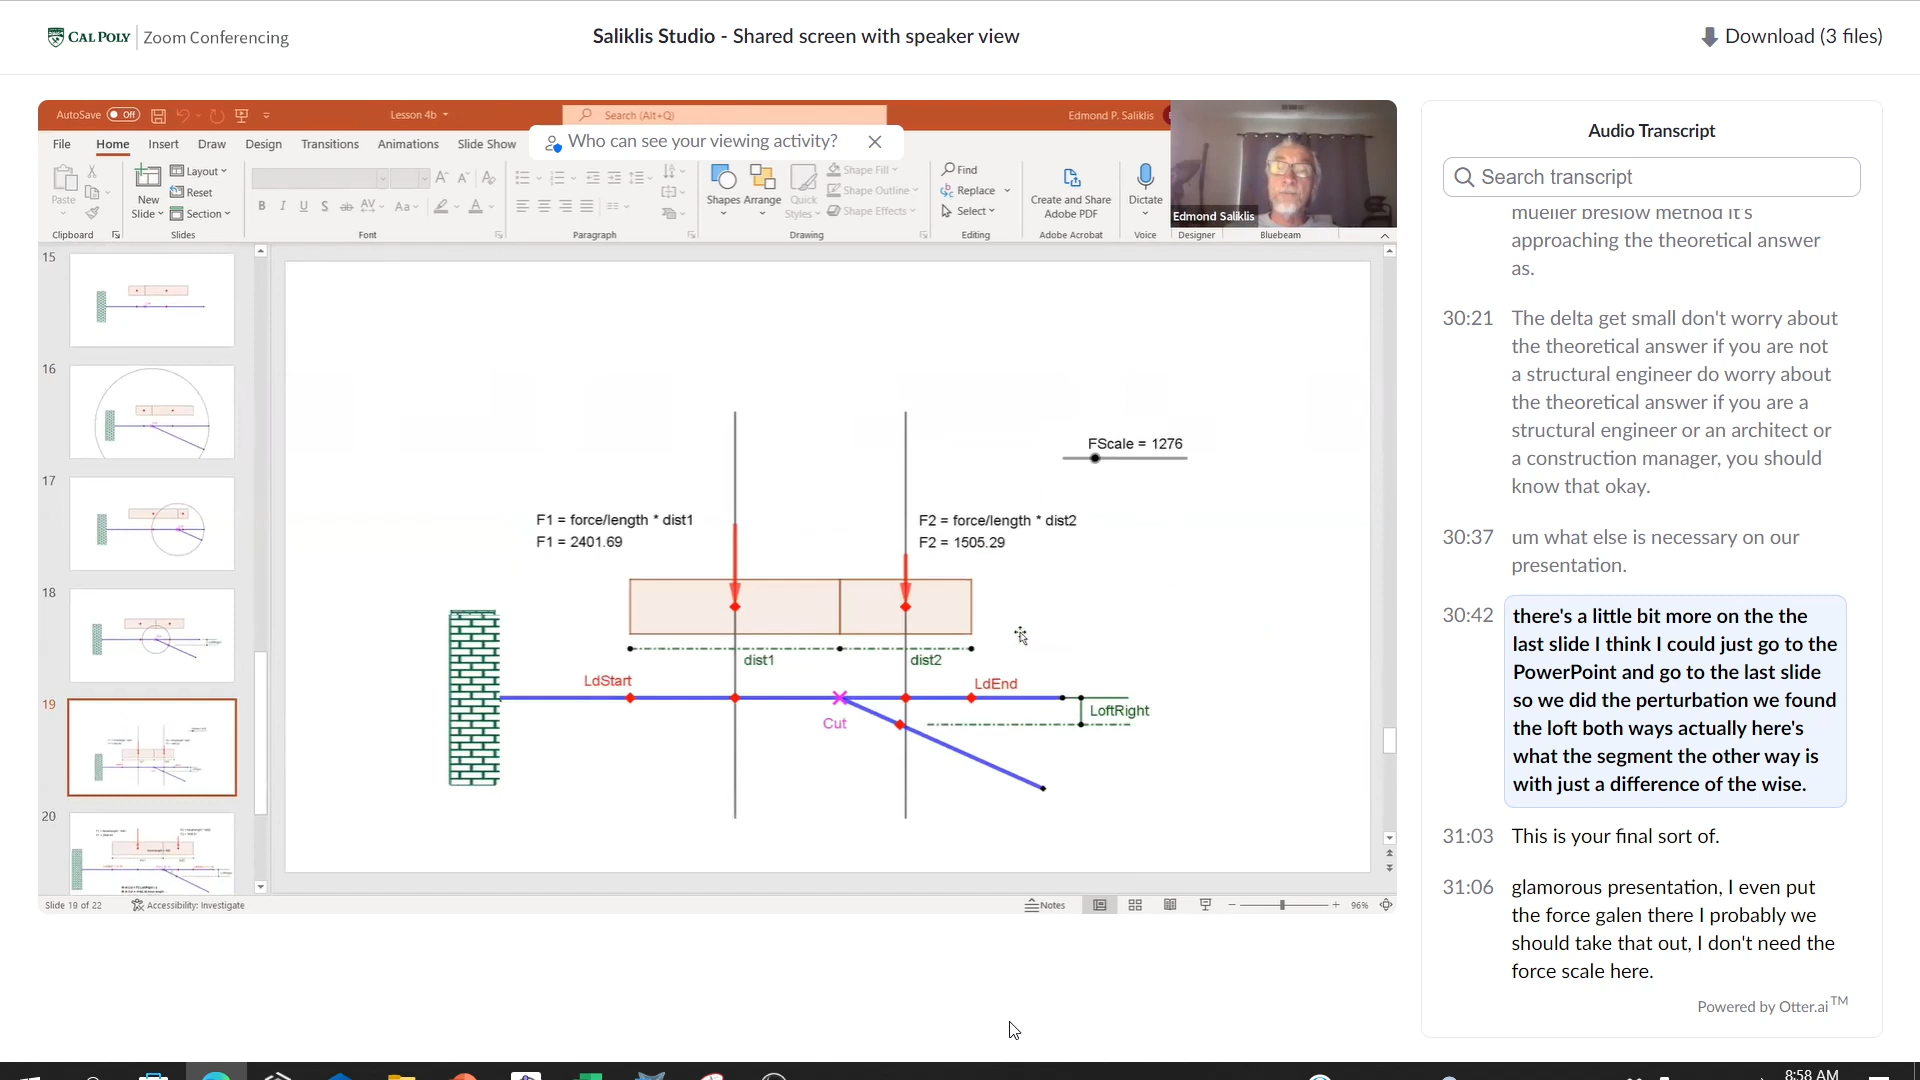 CAL POLY Zoom Conferencing
Saliklis Studio - Shared screen with speaker view
Download (3 files)
AutoSave Off
Lesson 4b
Search (Alt+Q)
Edmond P. Saliklis
File Home Insert Draw Design Transitions Animations Slide Show
Who can see your viewing activity?
Paste
New
Slide
Layout
Reset
Section
Shapes Arrange Quick
Styles
Shape Fill
Shape Outline
Shape Effects
Find
Replace
Select
Create and Share
Adobe PDF
Dictate
Edmond Saliklis
Clipboard Slides Font Paragraph Drawing Editing Adobe Acrobat Voice Designer Bluebeam
15
16
17
18
19
20
FScale = 1276
F1 = force/length * dist1
F1 = 2401.69
F2 = force/length * dist2
F2 = 1505.29
dist1
dist2
LdStart
LdEnd
Cut
LoftRight
Slide 19 of 22
Accessibility: Investigate
Notes
96%
Audio Transcript
Search transcript
mueller breslow method it's
approaching the theoretical answer
as.
30:21 The delta get small don't worry about
the theoretical answer if you are not
a structural engineer do worry about
the theoretical answer if you are a
structural engineer or an architect or
a construction manager, you should
know that okay.
30:37 um what else is necessary on our
presentation.
30:42 there's a little bit more on the the
last slide I think I could just go to the
PowerPoint and go to the last slide
so we did the perturbation we found
the loft both ways actually here's
what the segment the other way is
with just a difference of the wise.
31:03 This is your final sort of.
31:06 glamorous presentation, I even put
the force galen there I probably we
should take that out, I don't need the
force scale here.
Powered by Otter.ai TM
8:58 AM